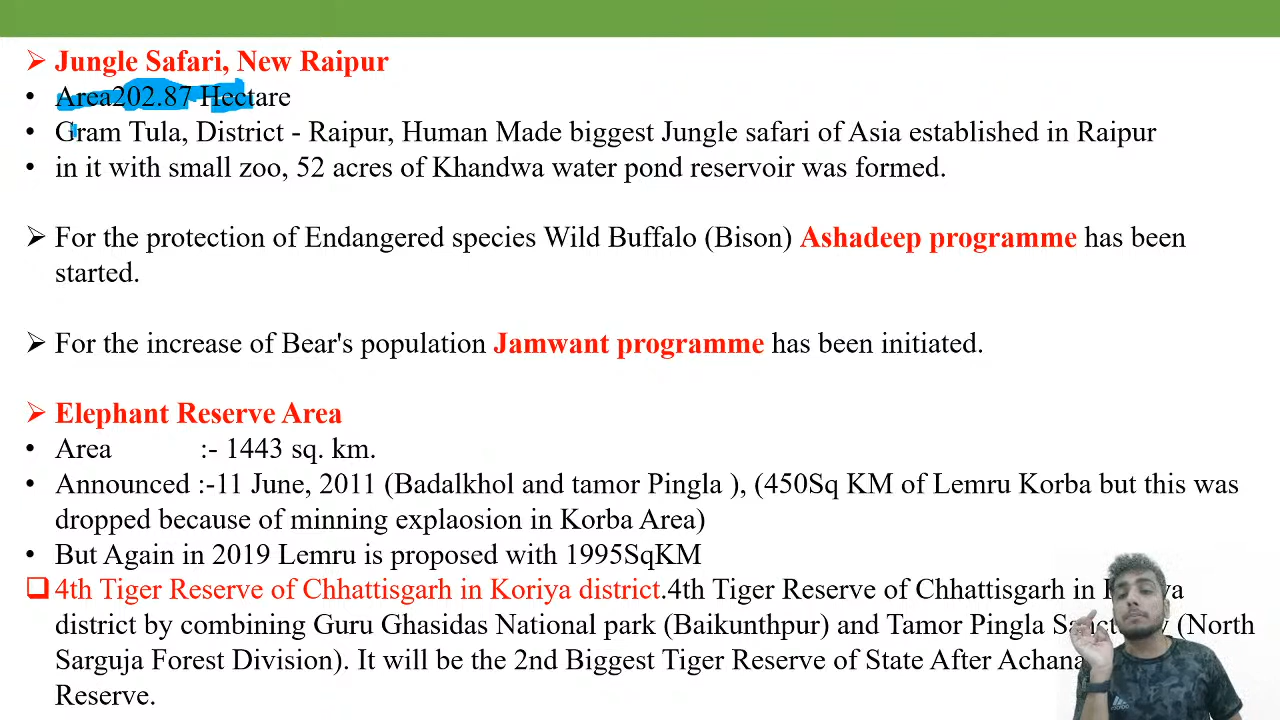 ➢ Jungle Safari, New Raipur
• Area202.87 Hectare
• Gram Tula, District - Raipur, Human Made biggest Jungle safari of Asia established in Raipur
• in it with small zoo, 52 acres of Khandwa water pond reservoir was formed.
➢ For the protection of Endangered species Wild Buffalo (Bison) Ashadeep programme has been
started.
➢ For the increase of Bear's population Jamwant programme has been initiated.
➢ Elephant Reserve Area
• Area :- 1443 sq. km.
• Announced :-11 June, 2011 (Badalkhol and tamor Pingla ), (450Sq KM of Lemru Korba but this was
dropped because of minning explaosion in Korba Area)
• But Again in 2019 Lemru is proposed with 1995SqKM
❑ 4th Tiger Reserve of Chhattisgarh in Koriya district.4th Tiger Reserve of Chhattisgarh in
district by combining Guru Ghasidas National park (Baikunthpur) and Tamor Pingla (North
Sarguja Forest Division). It will be the 2nd Biggest Tiger Reserve of State After
Reserve.
adidas